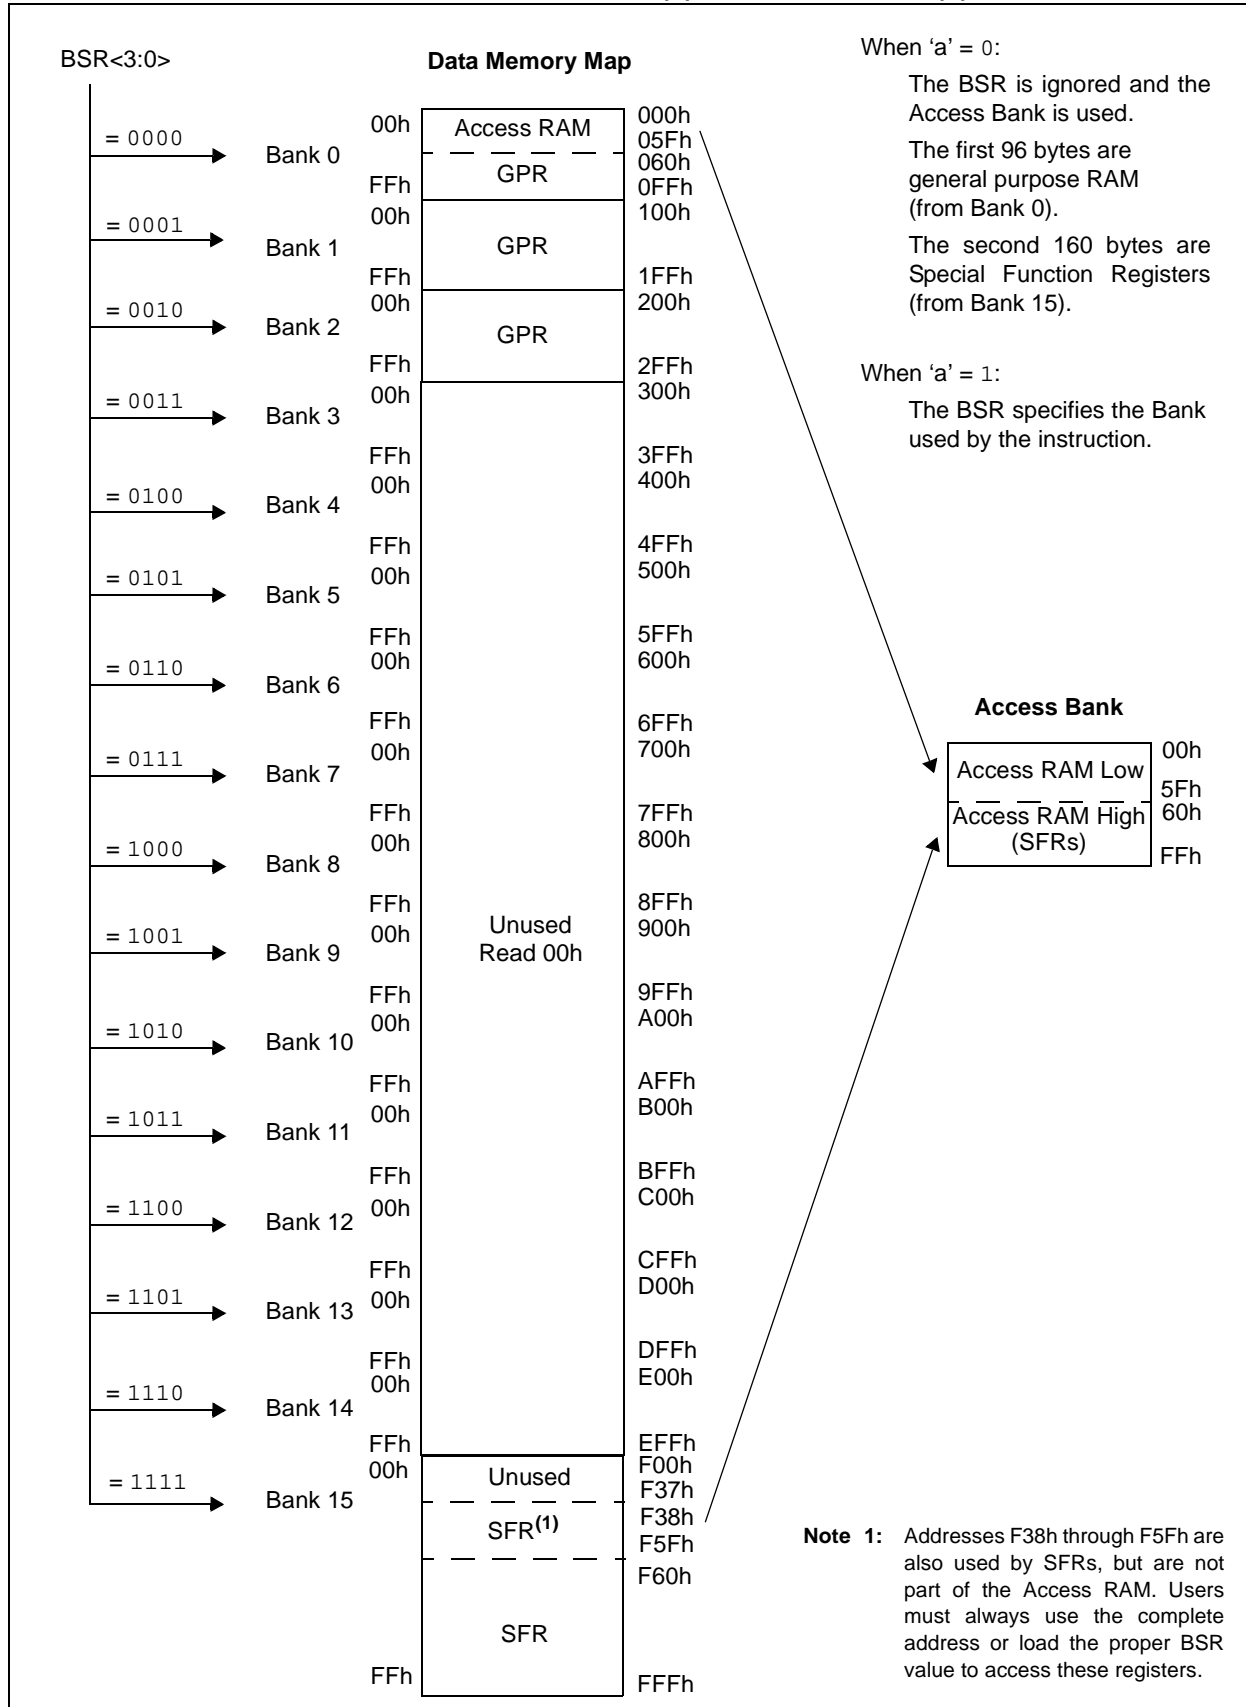 BSR<3:0>
Data Memory Map
When ‘a’ = 0:
The BSR is ignored and the
Access Bank is used.
The first 96 bytes are
general purpose RAM
(from Bank 0).
The second 160 bytes are
Special Function Registers
(from Bank 15).
When ‘a’ = 1:
The BSR specifies the Bank
used by the instruction.
= 0000
Bank 0
00h
Access RAM
000h
05Fh
GPR
060h
FFh
0FFh
= 0001
Bank 1
00h
100h
GPR
FFh
1FFh
= 0010
Bank 2
00h
200h
GPR
FFh
2FFh
= 0011
Bank 3
00h
300h
FFh
3FFh
= 0100
Bank 4
00h
400h
FFh
4FFh
= 0101
Bank 5
00h
500h
FFh
5FFh
= 0110
Bank 6
00h
600h
FFh
6FFh
= 0111
Bank 7
00h
700h
FFh
7FFh
= 1000
Bank 8
00h
800h
FFh
8FFh
= 1001
Bank 9
00h
Unused
Read 00h
900h
FFh
9FFh
= 1010
Bank 10
00h
A00h
FFh
AFFh
= 1011
Bank 11
00h
B00h
FFh
BFFh
= 1100
Bank 12
00h
C00h
FFh
CFFh
= 1101
Bank 13
00h
D00h
FFh
DFFh
= 1110
Bank 14
00h
E00h
FFh
EFFh
= 1111
Bank 15
00h
Unused
F00h
F37h
SFR(1)
F38h
F5Fh
F60h
SFR
FFh
FFFh
Access Bank
Access RAM Low
00h
5Fh
Access RAM High
(SFRs)
60h
FFh
Note 1: Addresses F38h through F5Fh are
also used by SFRs, but are not
part of the Access RAM. Users
must always use the complete
address or load the proper BSR
value to access these registers.